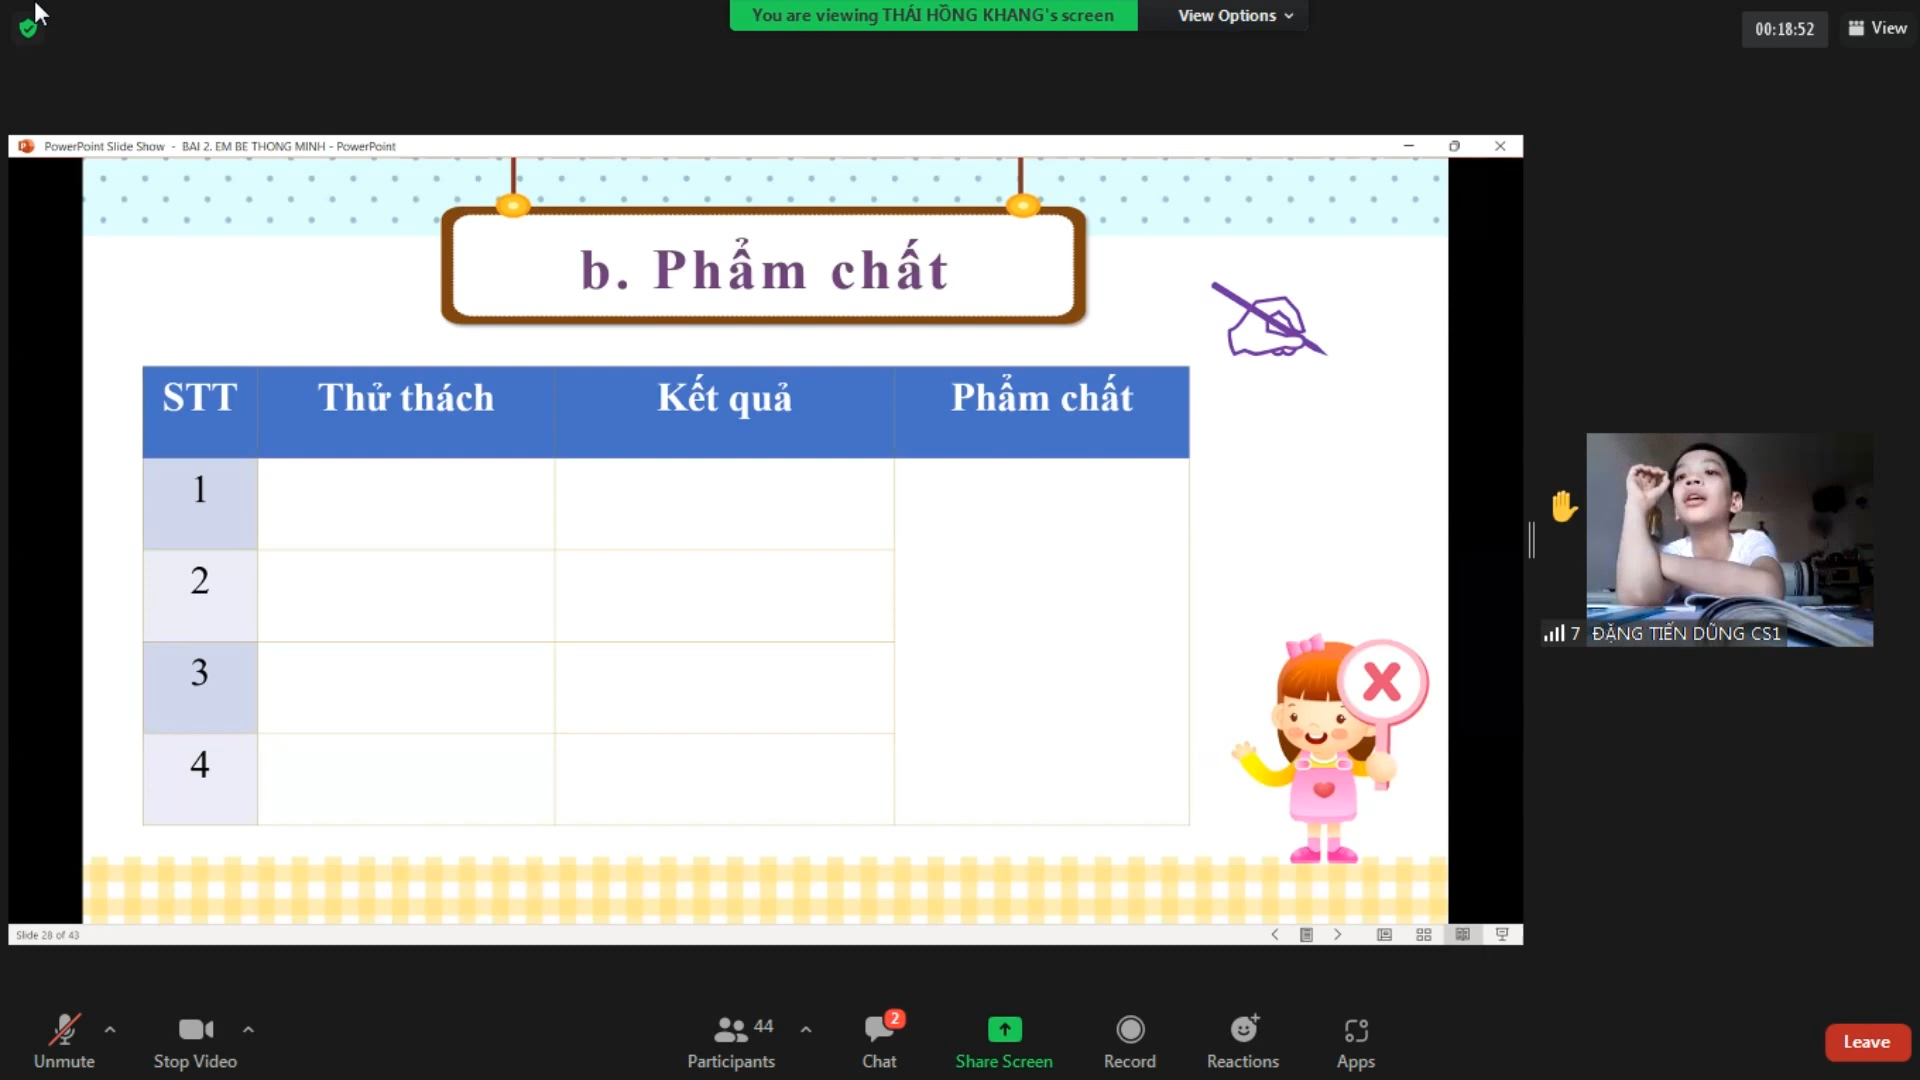 You are viewing THÁI HỒNG KHANG's screen
View Options
00:18:52
View
PowerPoint Slide Show - BAI 2. EM BE THONG MINH - PowerPoint
b. Phẩm chất
STT Thử thách Kết quả Phẩm chất
1
2
3
4
X
7 ĐẶNG TIẾN DŨNG CS1
Slide 28 of 43
Unmute
Stop Video
44
Participants
2
Chat
Share Screen
Record
Reactions
Apps
Leave